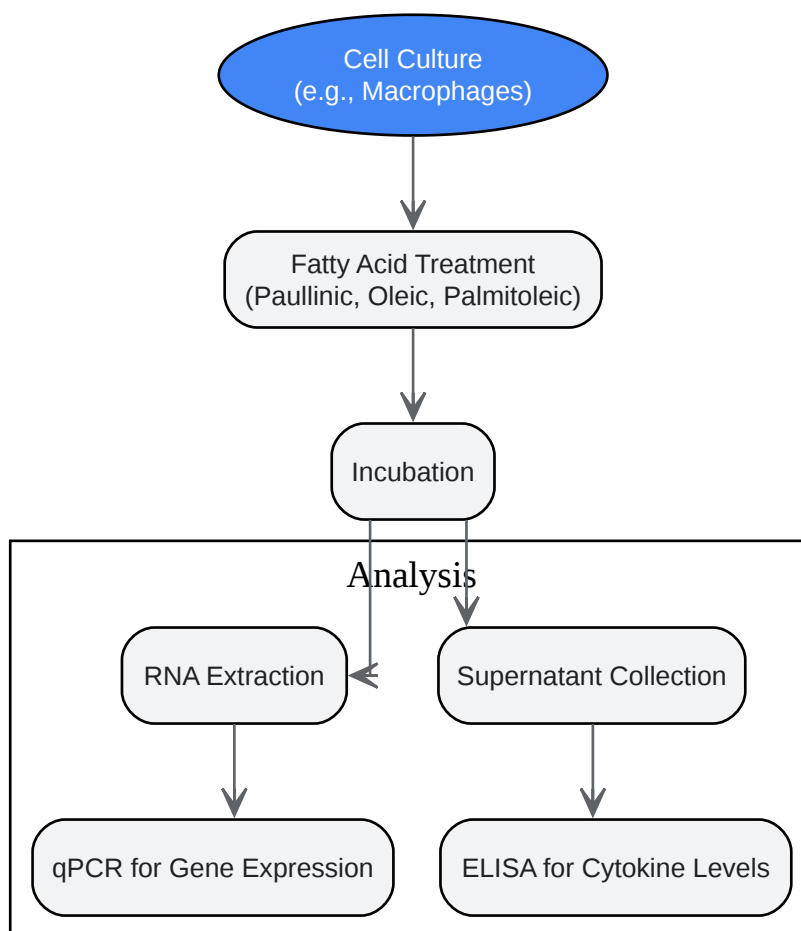 Cell Culture
(e.g., Macrophages)
Fatty Acid Treatment
(Paullinic, Oleic, Palmitoleic)
Incubation
Analysis
RNA Extraction
Supernatant Collection
qPCR for Gene Expression
ELISA for Cytokine Levels